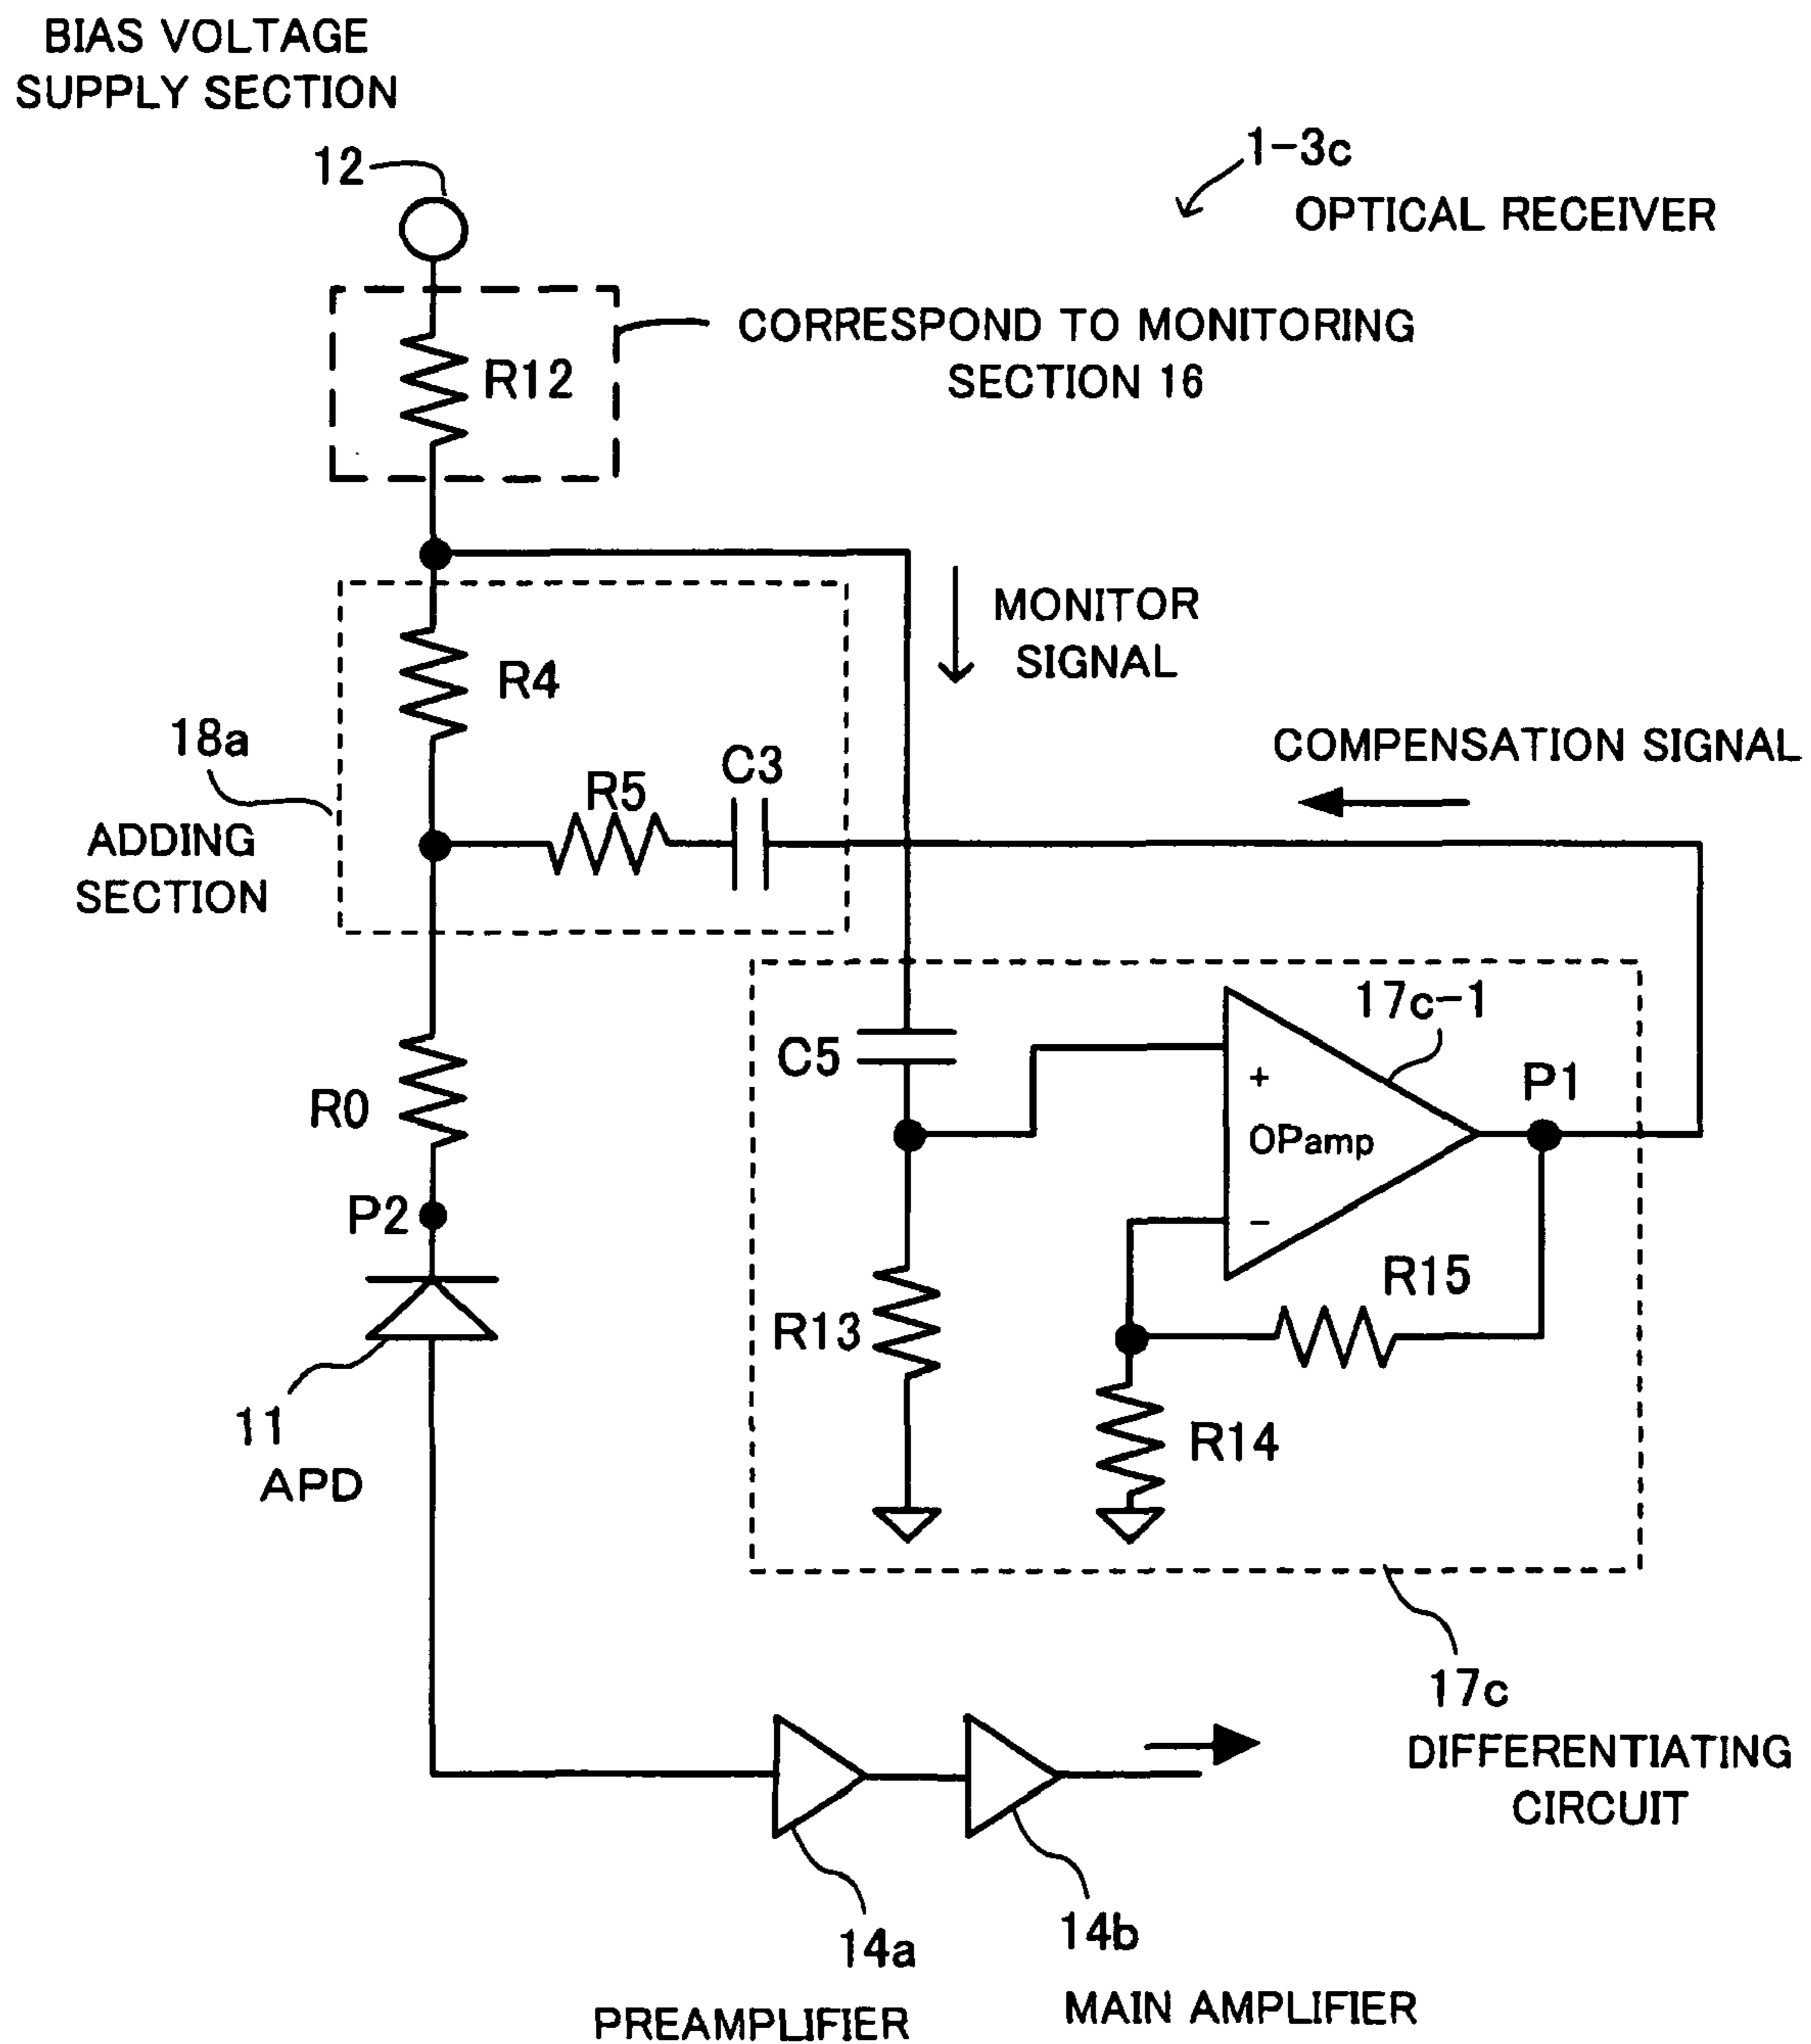 BIAS VOLTAGE
SUPPLY SECTION
12
1-3c
OPTICAL RECEIVER
R12
CORRESPOND TO MONITORING
SECTION 16
R4
MONITOR
SIGNAL
18a
ADDING
SECTION
R5
C3
COMPENSATION SIGNAL
C5
17c-1
+
OPamp
-
P1
R0
P2
R13
R15
R14
11
APD
17c
DIFFERENTIATING
CIRCUIT
14a
PREAMPLIFIER
14b
MAIN AMPLIFIER